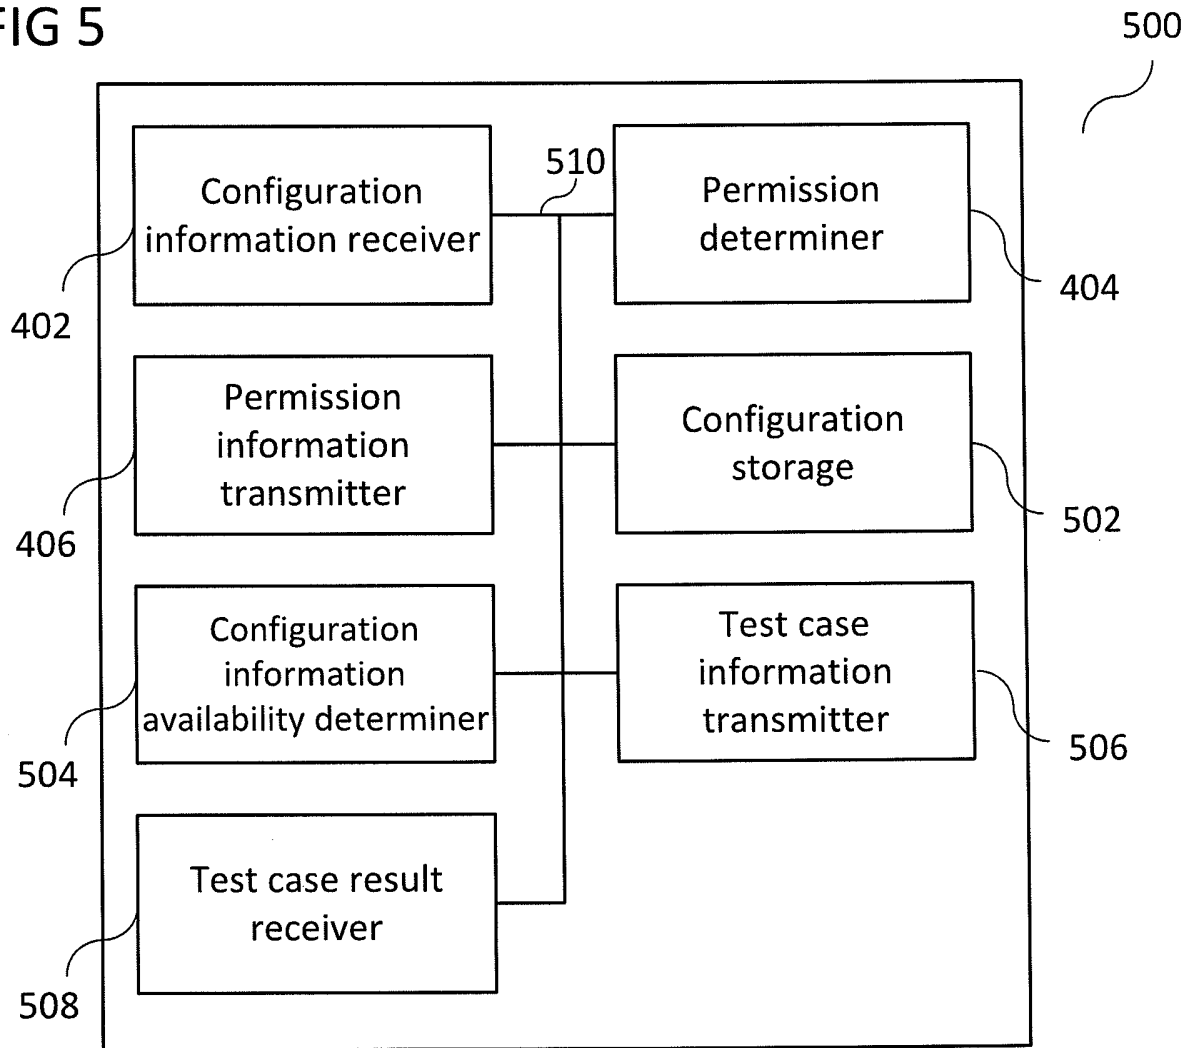 FIG 5
500
Configuration
information receiver
402
510
Permission
determiner
404
Permission
information
transmitter
406
Configuration
storage
502
Configuration
information
availability determiner
504
Test case
information
transmitter
506
Test case result
receiver
508